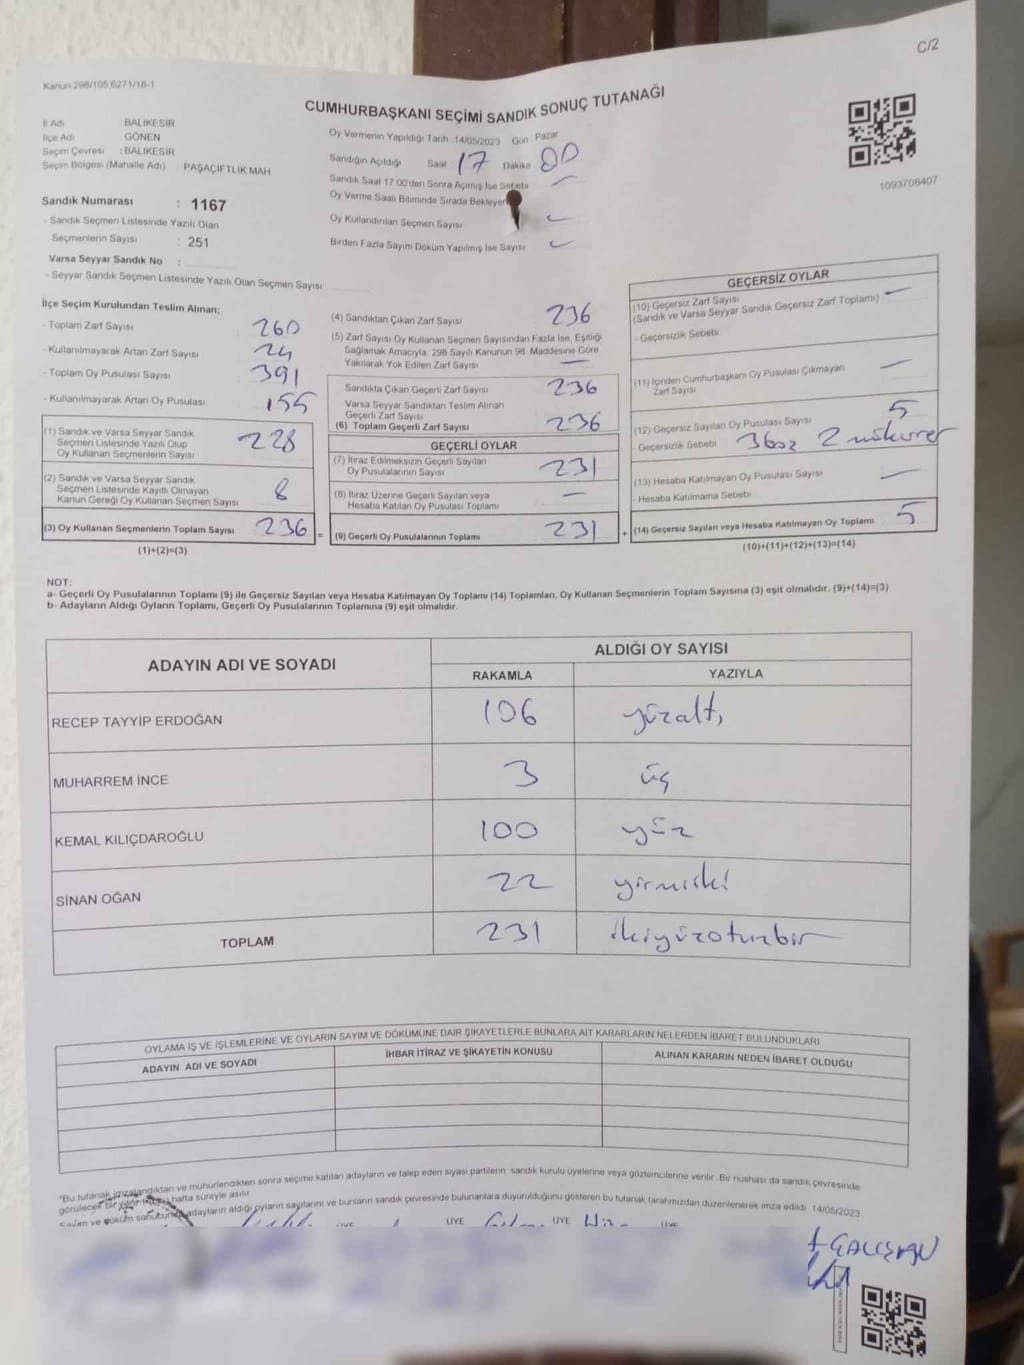 C/2
Kanun 298/105;6271/18-1
CUMHURBAŞKANI SEÇİMİ SANDIK SONUÇ TUTANAĞI
İl Adı BALIKESİR
İlçe Adı GÖNEN
Seçim Çevresi : BALIKESİR
Seçim Bölgesi (Mahalle Adı) PAŞAÇİFTLİK MAH
Sandık Numarası : 1167
- Sandık Seçmen Listesinde Yazılı Olan
Seçmenlerin Sayısı : 251
Varsa Seyyar Sandık No :
- Seyyar Sandık Seçmen Listesinde Yazılı Olan Seçmen Sayısı
Oy Vermenin Yapıldığı Tarih 14/05/2023 Gün Pazar
Sandığın Açıldığı Saat 17 Dakika 00
Sandık Saat 17:00'den Sonra Açılmış İse Sebebi
Oy Verme Saati Bitiminde Sırada Bekleyen
Oy Kullandırılan Seçmen Sayısı
Birden Fazla Sayım Döküm Yapılmış İse Sayısı
1093708407
İlçe Seçim Kurulundan Teslim Alınan;
- Toplam Zarf Sayısı 260
- Kullanılmayarak Artan Zarf Sayısı 24
- Toplam Oy Pusulası Sayısı 391
- Kullanılmayarak Artan Oy Pusulası 155
(1) Sandık ve Varsa Seyyar Sandık
Seçmen Listesinde Yazılı Olup
Oy Kullanan Seçmenlerin Sayısı 228
(2) Sandık ve Varsa Seyyar Sandık
Seçmen Listesinde Kayıtlı Olmayan
Kanun Gereği Oy Kullanan Seçmen Sayısı 8
(3) Oy Kullanan Seçmenlerin Toplam Sayısı 236 =
(1)+(2)=(3)
(4) Sandıktan Çıkan Zarf Sayısı 236
(5) Zarf Sayısı Oy Kullanan Seçmen Sayısından Fazla İse, Eşitliği
Sağlamak Amacıyla; 298 Sayılı Kanunun 98. Maddesine Göre
Yakılarak Yok Edilen Zarf Sayısı —
Sandıkta Çıkan Geçerli Zarf Sayısı 236
Varsa Seyyar Sandıktan Teslim Alınan
Geçerli Zarf Sayısı
(6) Toplam Geçerli Zarf Sayısı 236
GEÇERLİ OYLAR
(7) İtiraz Edilmeksizin Geçerli Sayılan
Oy Pusulalarının Sayısı 231
(8) İtiraz Üzerine Geçerli Sayılan veya
Hesaba Katılan Oy Pusulası Toplamı —
(9) Geçerli Oy Pusulalarının Toplamı 231 +
GEÇERSİZ OYLAR
(10) Geçersiz Zarf Sayısı —
(Sandık ve Varsa Seyyar Sandık Geçersiz Zarf Toplamı)
- Geçersizlik Sebebi
(11) İçinden Cumhurbaşkanı Oy Pusulası Çıkmayan
Zarf Sayısı —
(12) Geçersiz Sayılan Oy Pusulası Sayısı 5
- Geçersizlik Sebebi 2
(13) Hesaba Katılmayan Oy Pusulası Sayısı —
- Hesaba Katılmama Sebebi
(14) Geçersiz Sayılan veya Hesaba Katılmayan Oy Toplamı 5
(10)+(11)+(12)+(13)=(14)
NOT:
a- Geçerli Oy Pusulalarının Toplamı (9) ile Geçersiz Sayılan veya Hesaba Katılmayan Oy Toplamı (14) Toplamları, Oy Kullanan Seçmenlerin Toplam Sayısına (3) eşit olmalıdır. (9)+(14)=(3)
b- Adayların Aldığı Oyların Toplamı, Geçerli Oy Pusulalarının Toplamına (9) eşit olmalıdır.
ADAYIN ADI VE SOYADI ALDIĞI OY SAYISI
RAKAMLA YAZIYLA
RECEP TAYYİP ERDOĞAN 106 yüzaltı
MUHARREM İNCE 3 üç
KEMAL KILIÇDAROĞLU 100 yüz
SİNAN OĞAN 22 yirmiiki
TOPLAM 231 ikiyüzotuzbir
OYLAMA İŞ VE İŞLEMLERİNE VE OYLARIN SAYIM VE DÖKÜMÜNE DAİR ŞİKAYETLERLE BUNLARA AİT KARARLARIN NELERDEN İBARET BULUNDUKLARI
ADAYIN ADI VE SOYADI İHBAR İTİRAZ VE ŞİKAYETİN KONUSU ALINAN KARARIN NEDEN İBARET OLDUĞU
*Bu tutanak imzalandıktan ve mühürlendikten sonra seçime katılan adayların ve talep eden siyasi partilerin sandık kurulu üyelerine veya gözlemcilerine verilir. Bir nüshası da sandık çevresinde
görülecek bir yere hafta süreyle asılır.
Sayım ve döküm sonucunda adayların aldığı oyların sayılarını ve bunların sandık çevresinde bulunanlara duyurulduğunu gösteren bu tutanak tarafımızdan düzenlenerek imza edildi. 14/05/2023
ÜYE ÜYE ÜYE ÜYE